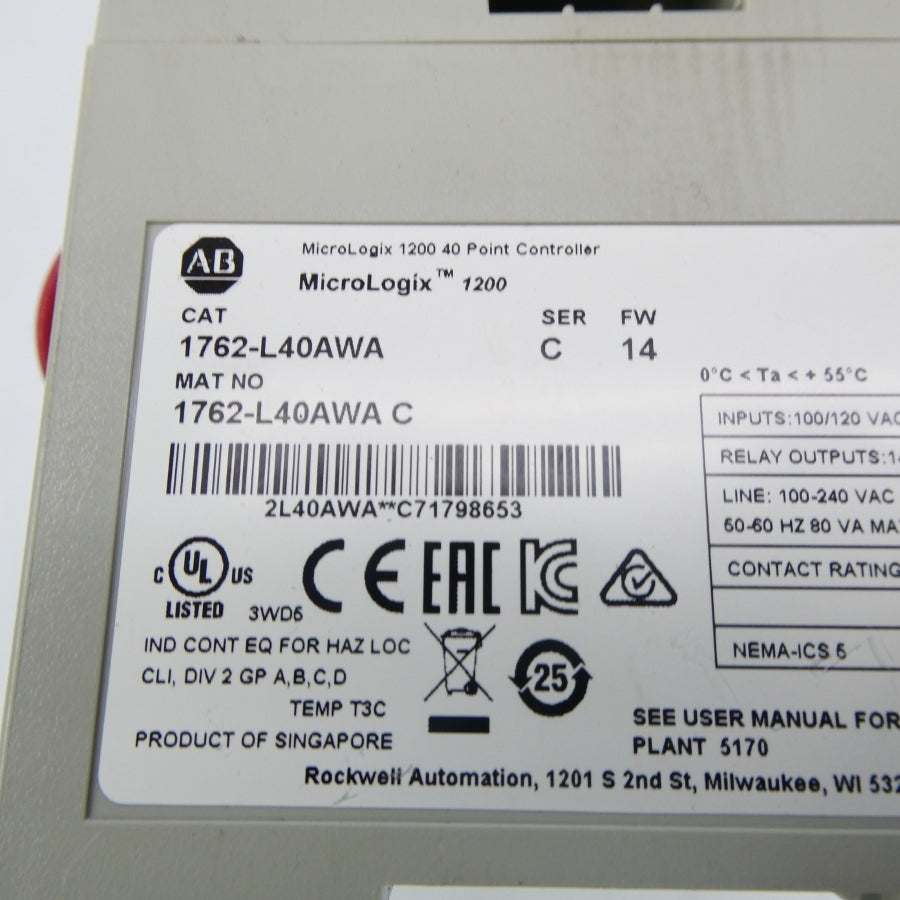 AB
MicroLogix 1200 40 Point Controller
MicroLogix™ 1200
CAT SER FW
1762-L40AWA C 14
MAT NO
1762-L40AWA C
0°C < Ta < + 55°C
INPUTS:100/120 VAC
RELAY OUTPUTS:
LINE: 100-240 VAC
50-60 HZ 80 VA
CONTACT RATING
NEMA-ICS 5
2L40AWA**C71798653
C UL US
LISTED 3WD5
CE EAC KC
IND CONT EQ FOR HAZ LOC
CLI, DIV 2 GP A,B,C,D
TEMP T3C
25
PRODUCT OF SINGAPORE
SEE USER MANUAL FOR
PLANT 5170
Rockwell Automation, 1201 S 2nd St, Milwaukee, WI